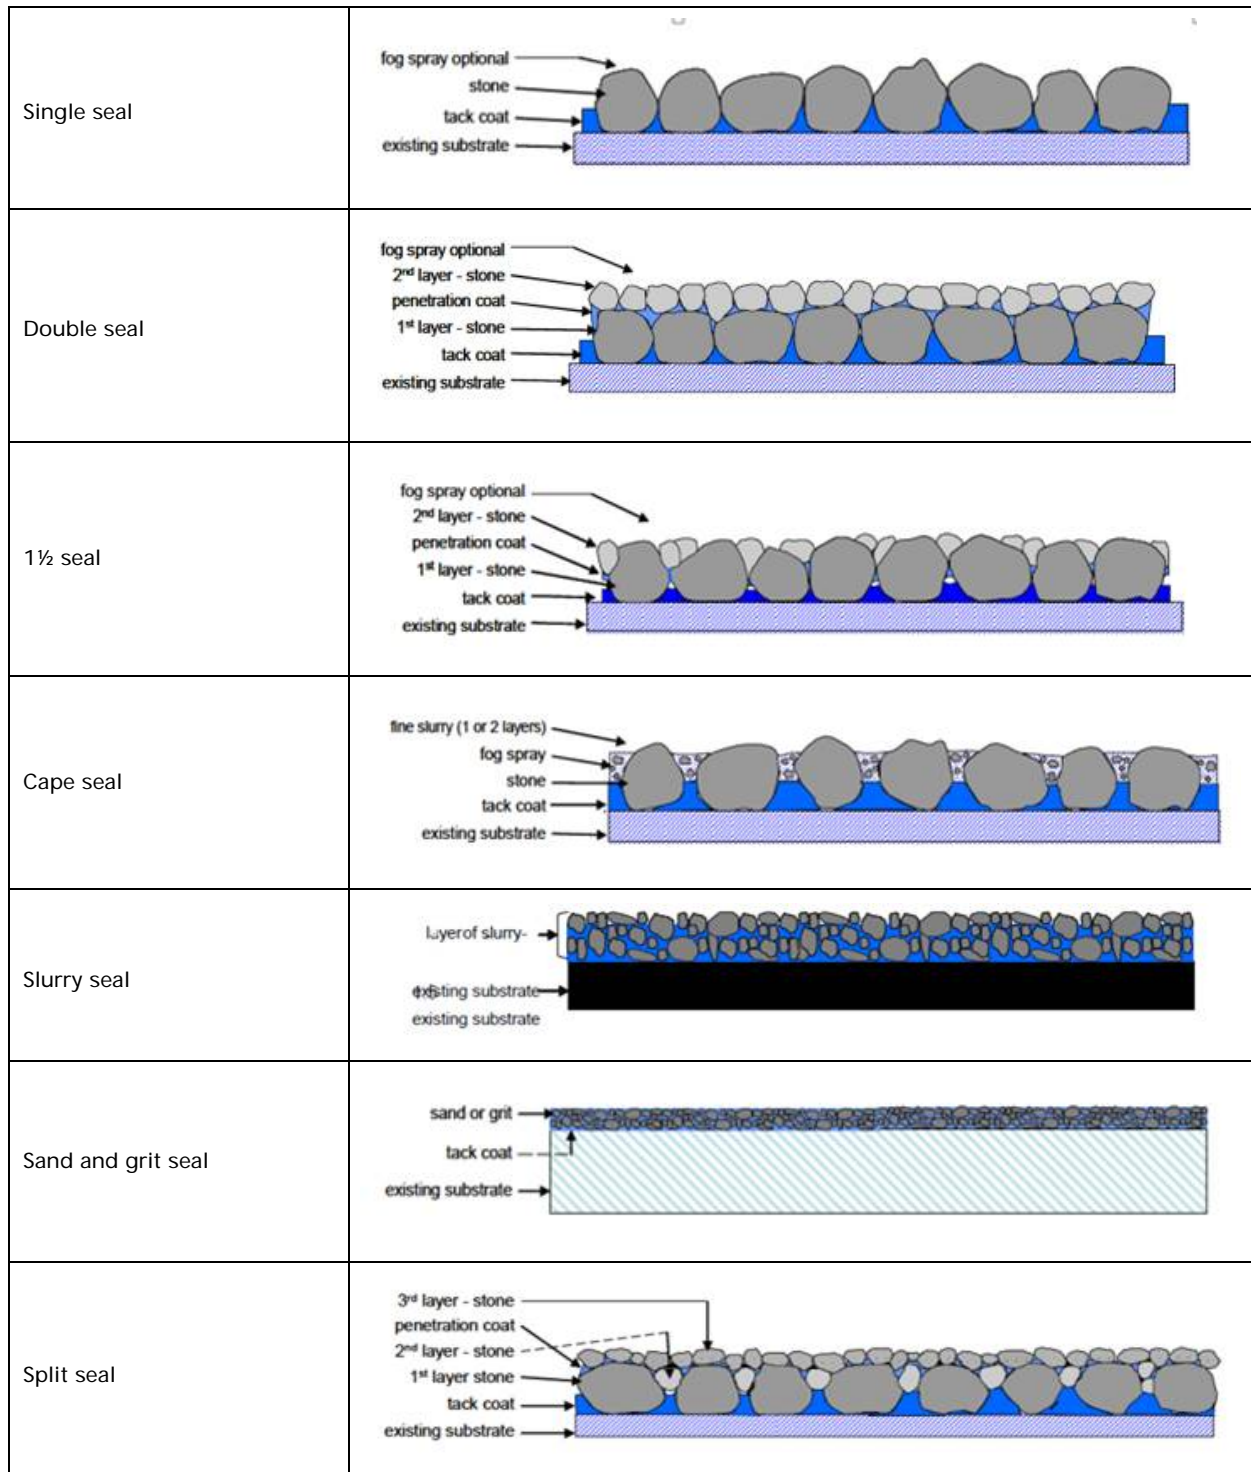 Single seal
fog spray optional
stone
tack coat
existing substrate
Double seal
fog spray optional
2nd layer - stone
penetration coat
1st layer - stone
tack coat
existing substrate
1½ seal
fog spray optional
2nd layer - stone
penetration coat
1st layer - stone
tack coat
existing substrate
Cape seal
fine slurry (1 or 2 layers)
fog spray
stone
tack coat
existing substrate
Slurry seal
layer of slurry-
existing substrate
existing substrate
Sand and grit seal
sand or grit
tack coat
existing substrate
Split seal
3rd layer - stone
penetration coat
2nd layer - stone
1st layer stone
tack coat
existing substrate